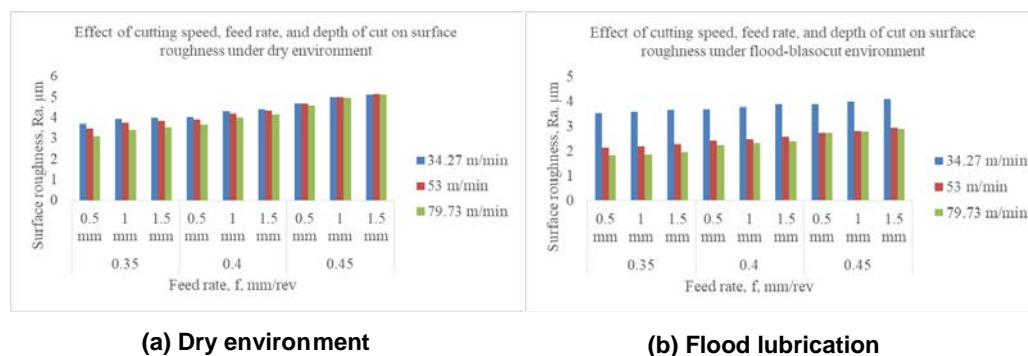 Effect of cutting speed, feed rate, and depth of cut on surface
roughness under dry environment
Surface roughness, Ra, μm
6
5
4
3
2
1
0
0.5 1 1.5 0.5 1 1.5 0.5 1 1.5
mm mm mm mm mm mm mm mm mm
0.35 0.4 0.45
Feed rate, f, mm/rev
34.27 m/min
53 m/min
79.73 m/min
(a) Dry environment
Effect of cutting speed, feed rate, and depth of cut on surface
roughness under flood-blasocut environment
Surface roughness, Ra, μm
5
4
3
2
1
0
0.5 1 1.5 0.5 1 1.5 0.5 1 1.5
mm mm mm mm mm mm mm mm mm
0.35 0.4 0.45
Feed rate, f, mm/rev
34.27 m/min
53 m/min
79.73 m/min
(b) Flood lubrication